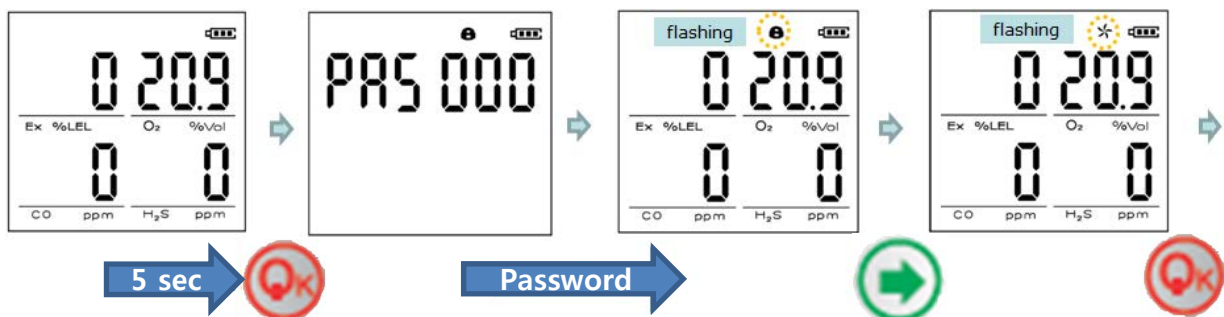 flashing
flashing
0 20.9
PAS 000
0 20.9
0 20.9
Ex %LEL O₂ %Vol
Ex %LEL O₂ %Vol
Ex %LEL O₂ %Vol
0 0
0 0
0 0
CO ppm H₂S ppm
CO ppm H₂S ppm
CO ppm H₂S ppm
5 sec
OK
Password
OK